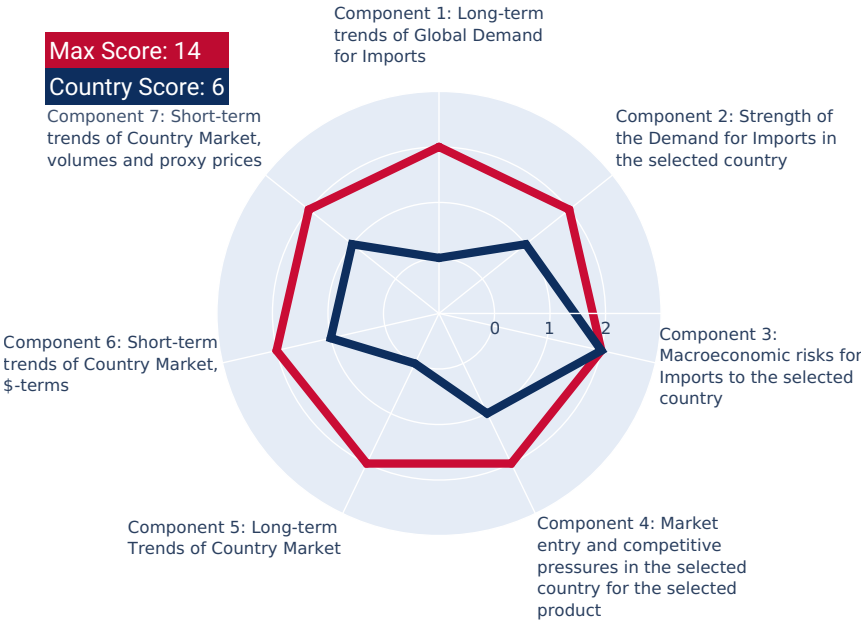 Component 1: Long-term
trends of Global Demand
for Imports
Max Score: 14
Country Score: 6
Component 7: Short-term
trends of Country Market,
volumes and proxy prices
Component 2: Strength of
the Demand for Imports in
the selected country
0
1
2
Component 3:
Macroeconomic risks for
Imports to the selected
country
Component 6: Short-term
trends of Country Market,
$-terms
Component 5: Long-term
Trends of Country Market
Component 4: Market
entry and competitive
pressures in the selected
country for the selected
product